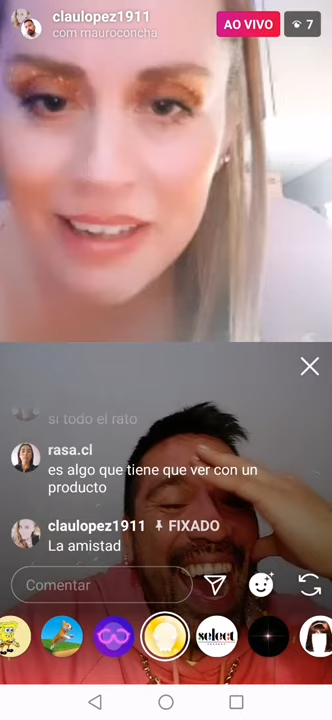 claulopez1911
com mauroconcha
AO VIVO
7
si todo el rato
rasa.cl
es algo que tiene que ver con un
producto
claulopez1911 FIXADO
La amistad
Comentar
select